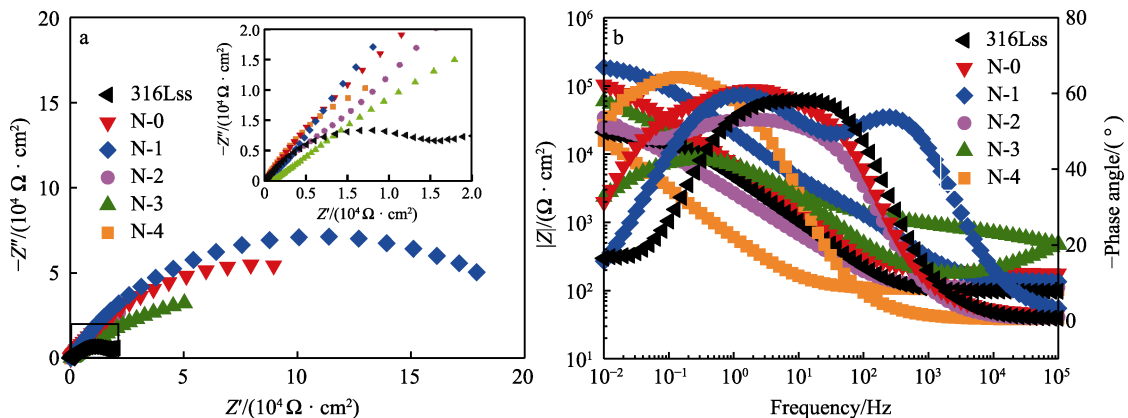 a
20
15
10
5
0
−Z″/(10⁴ Ω · cm²)
0
5
10
15
20
Z′/(10⁴ Ω · cm²)
316Lss
N-0
N-1
N-2
N-3
N-4
2.0
2.0
1.0
1.0
0.5
0
−Z″/(10⁴ Ω · cm²)
0
0.5
1.0
1.5
2.0
Z′/(10⁴ Ω · cm²)
b
10⁶
10⁵
10⁴
10³
10²
10¹
|Z|/(Ω · cm²)
10⁻²
10⁻¹
10⁰
10¹
10²
10³
10⁴
10⁵
Frequency/Hz
80
60
40
20
0
−Phase angle/( ° )
316Lss
N-0
N-1
N-2
N-3
N-4